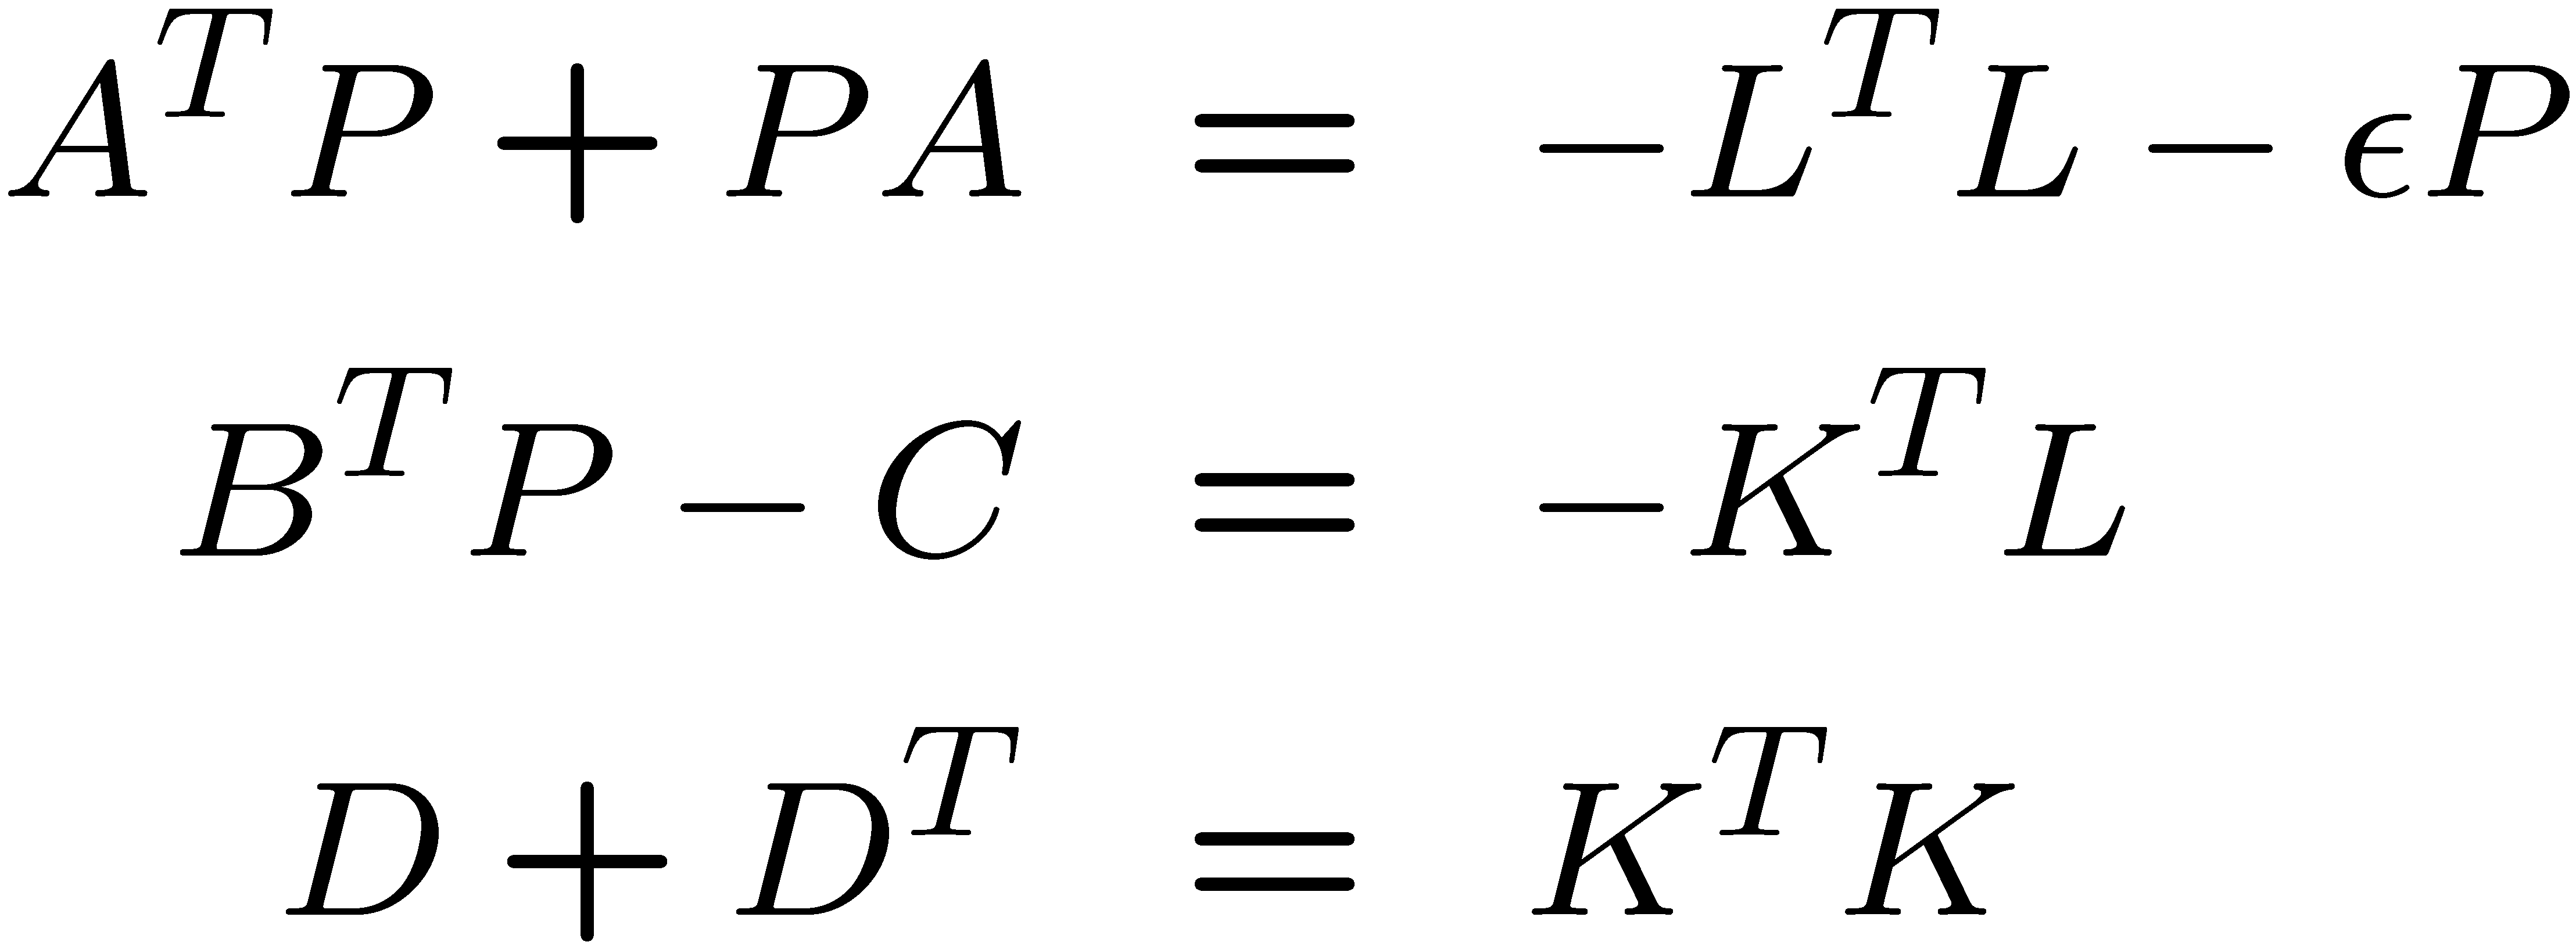 A^T P + PA = −L^T L − ϵP
B^T P − C = −K^T L
D + D^T = K^T K